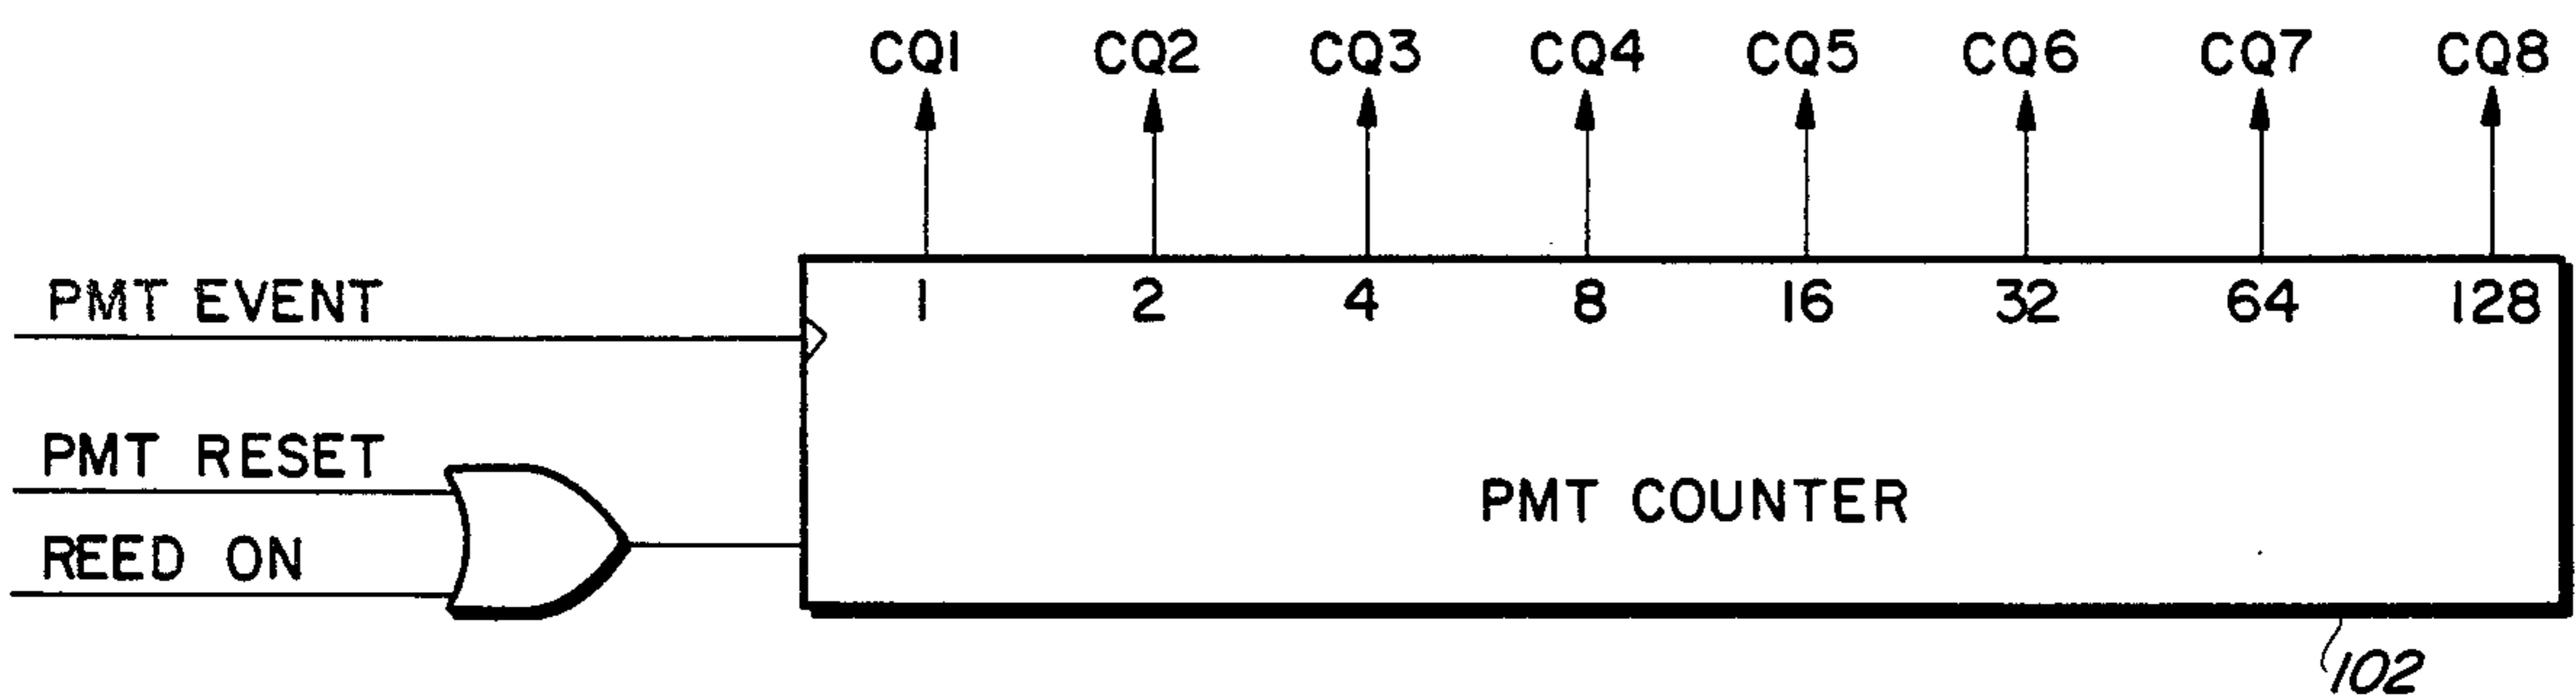 CQ1 CQ2 CQ3 CQ4 CQ5 CQ6 CQ7 CQ8
1 2 4 8 16 32 64 128
PMT EVENT
PMT RESET
REED ON
PMT COUNTER
102